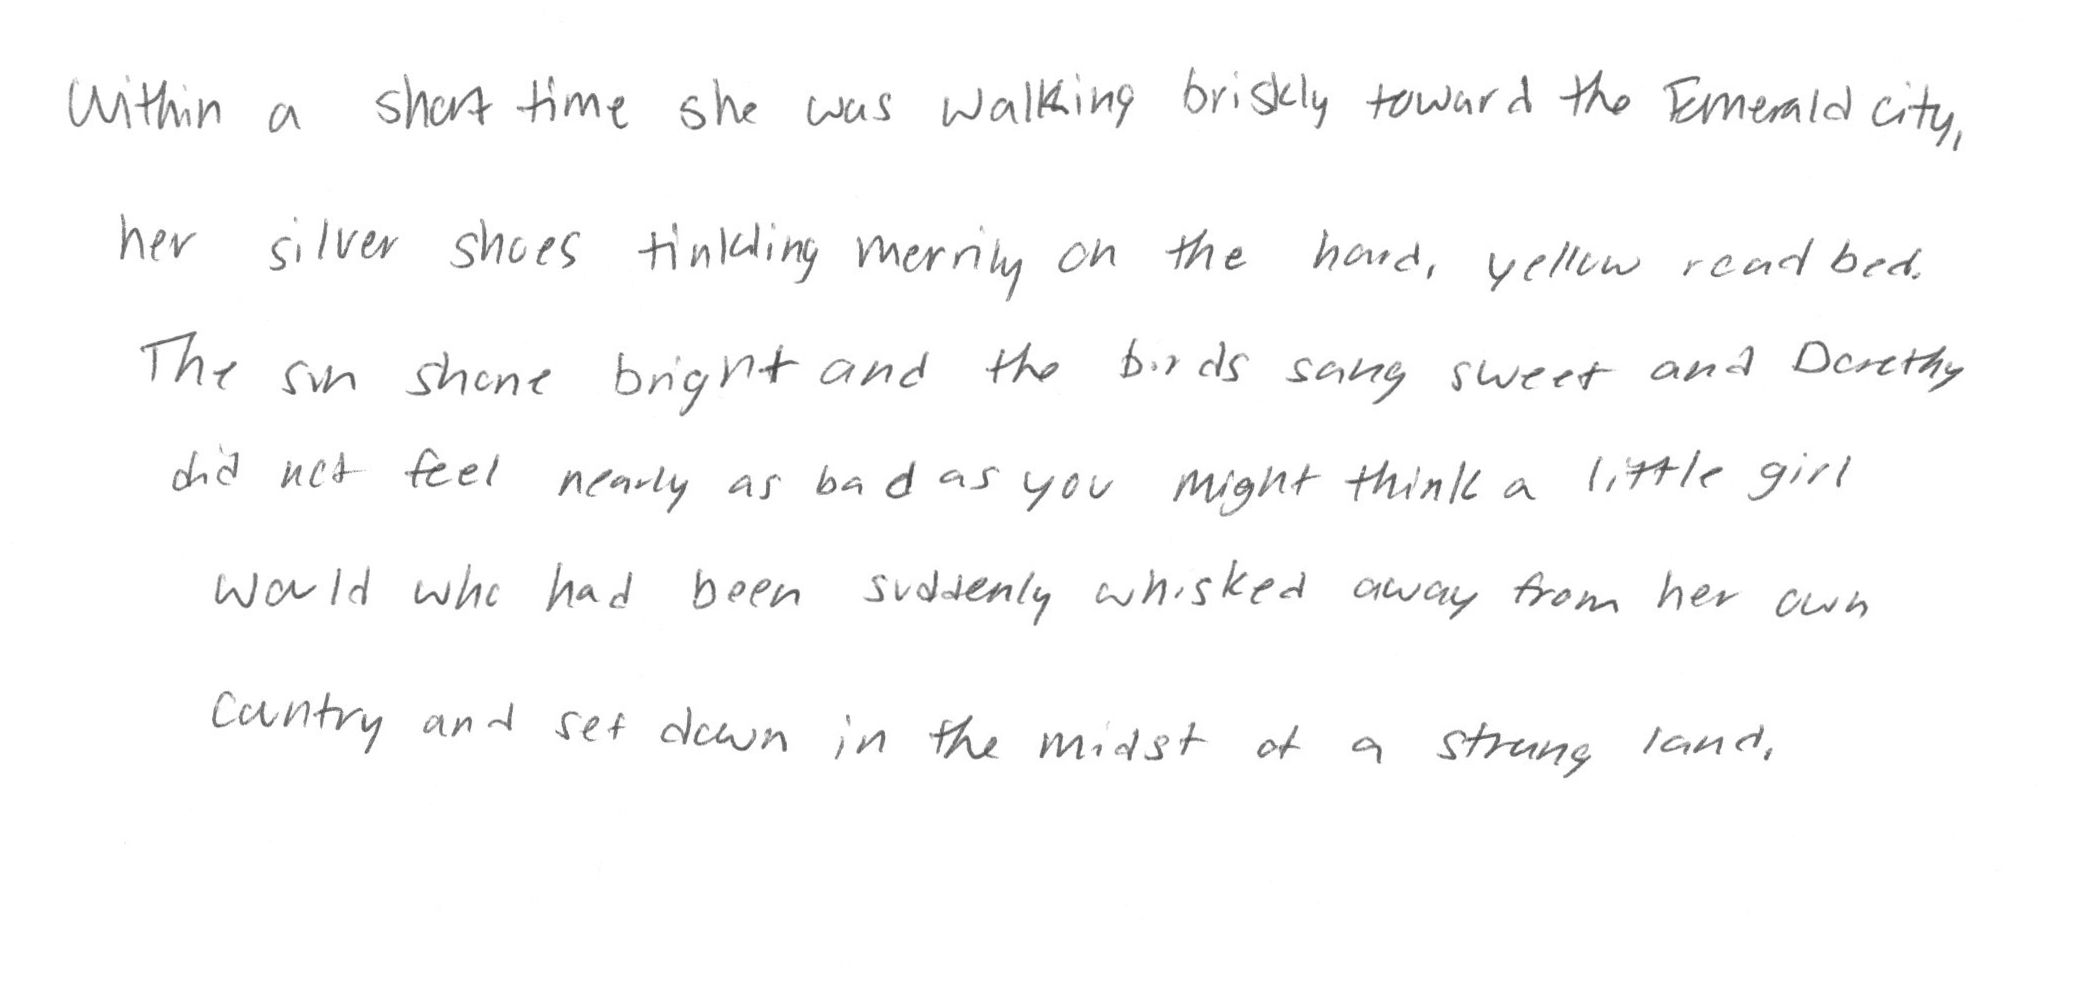 Within a short time she was walking briskly toward the Emerald city,
her silver shoes tinkling merrily on the hard, yellow road bed.
The sun shone bright and the birds sang sweet and Dorothy
did not feel nearly as bad as you might think a little girl
would who had been suddenly whisked away from her own
country and set down in the midst of a strang land.